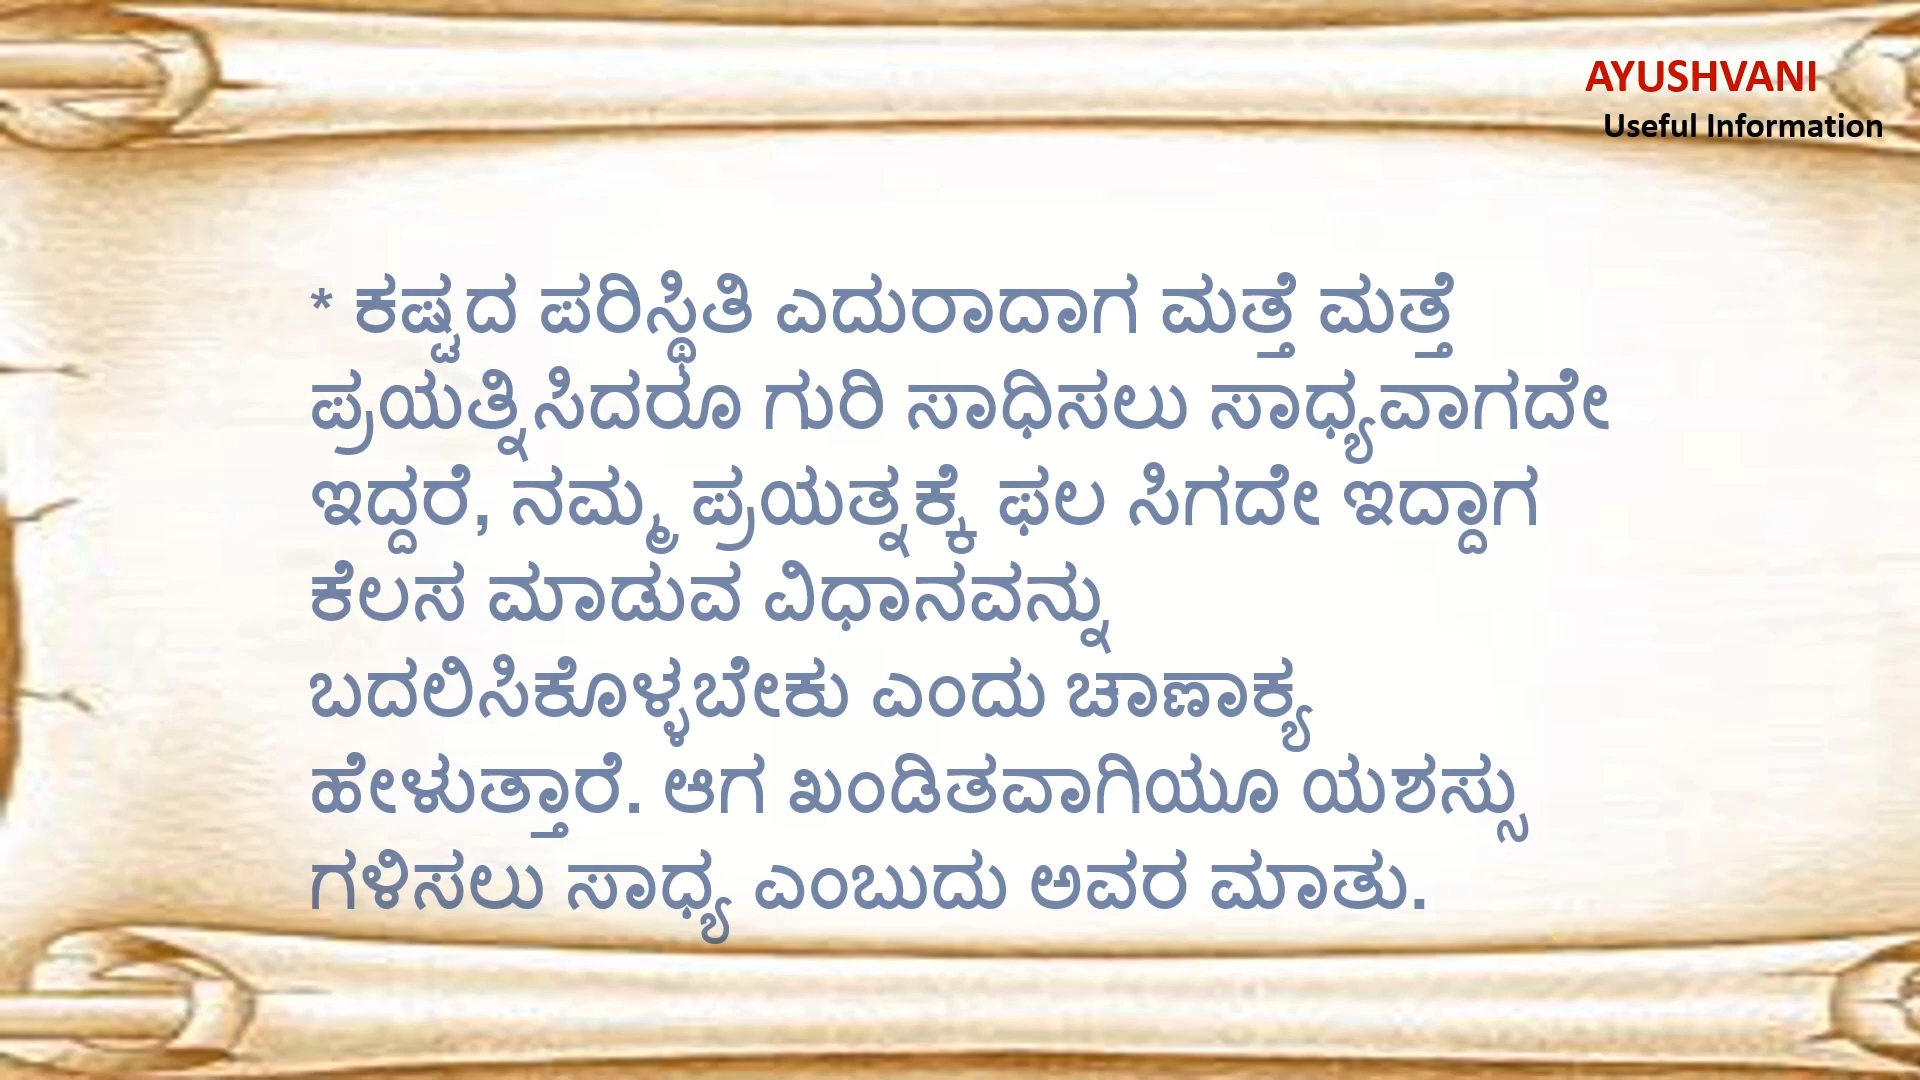 AYUSHVANI
Useful Information
* ಕಷ್ಟದ ಪರಿಸ್ಥಿತಿ ಎದುರಾದಾಗ ಮತ್ತೆ ಮತ್ತೆ
ಪ್ರಯತ್ನಿಸಿದರೂ ಗುರಿ ಸಾಧಿಸಲು ಸಾಧ್ಯವಾಗದೇ
ಇದ್ದರೆ, ನಮ್ಮ ಪ್ರಯತ್ನಕ್ಕೆ ಫಲ ಸಿಗದೇ ಇದ್ದಾಗ
ಕೆಲಸ ಮಾಡುವ ವಿಧಾನವನ್ನು
ಬದಲಿಸಿಕೊಳ್ಳಬೇಕು ಎಂದು ಚಾಣಾಕ್ಯ
ಹೇಳುತ್ತಾರೆ. ಆಗ ಖಂಡಿತವಾಗಿಯೂ ಯಶಸ್ಸು
ಗಳಿಸಲು ಸಾಧ್ಯ ಎಂಬುದು ಅವರ ಮಾತು.